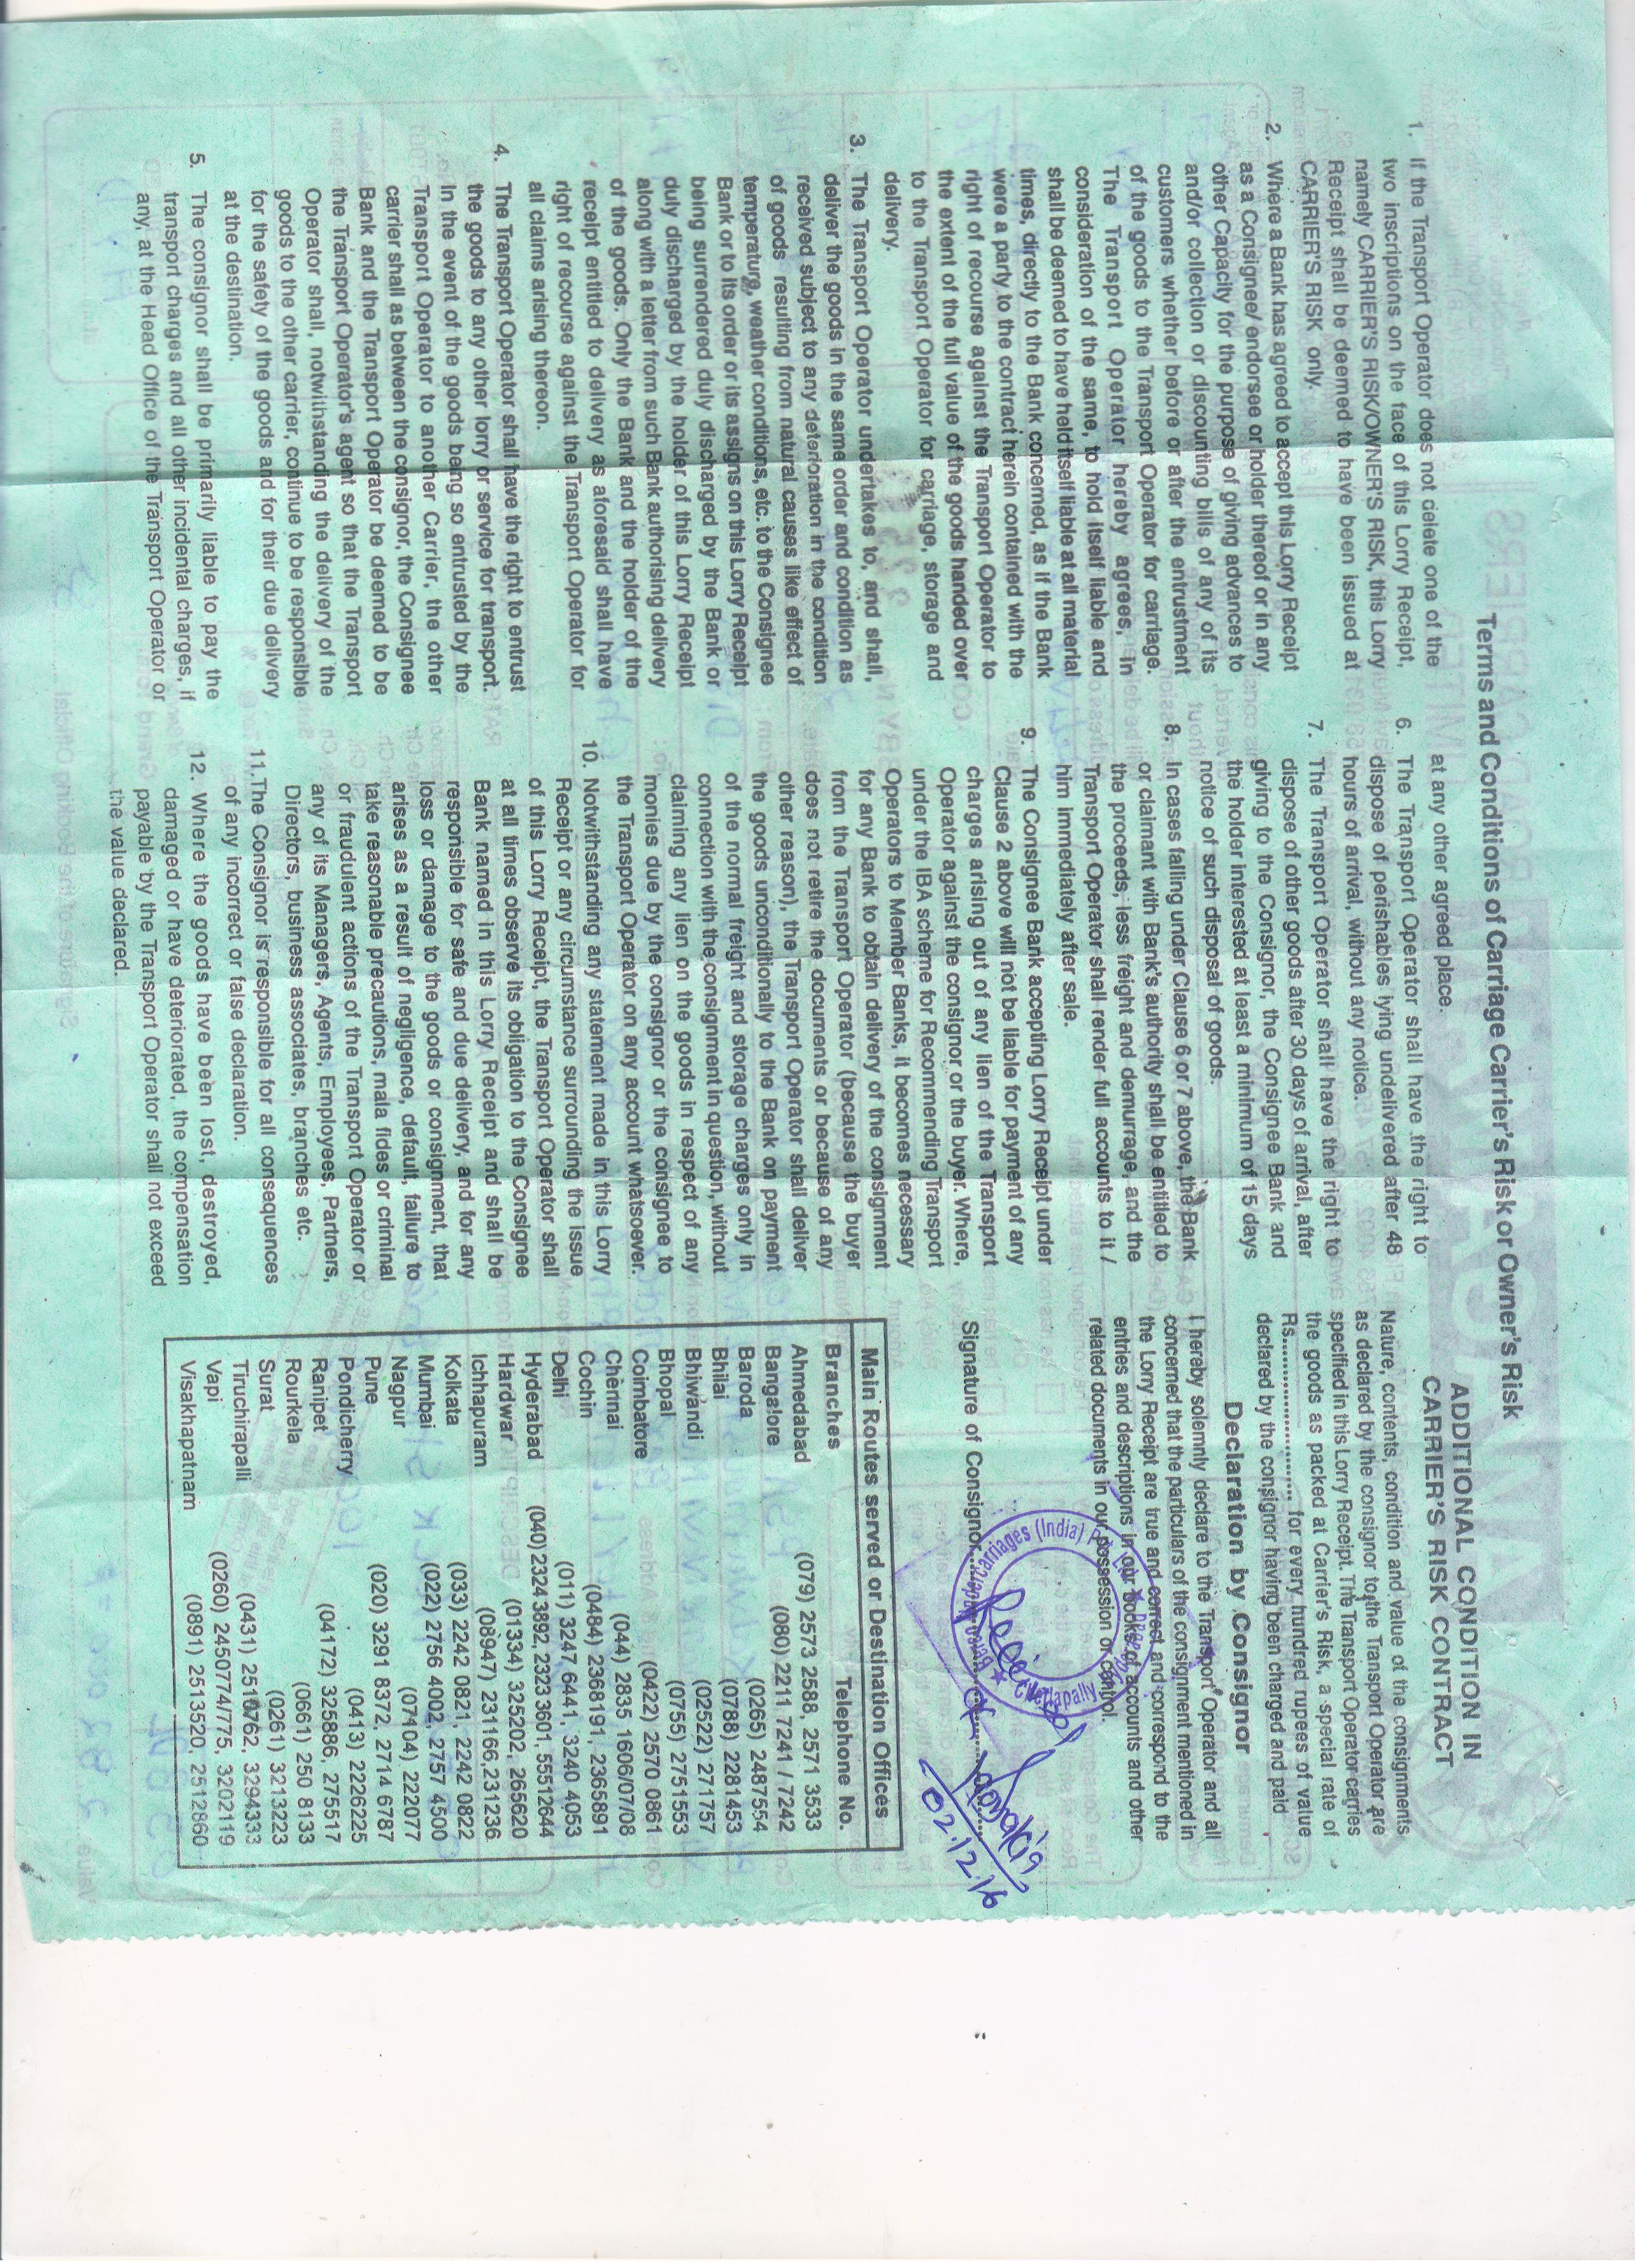 Terms and Conditions of Carriage Carrier's Risk or Owner's Risk
1. If the Transport Operator does not delete one of the
two inscriptions on the face of this Lorry Receipt,
namely CARRIER'S RISK/OWNER'S RISK, this Lorry
Receipt shall be deemed to have been issued at
CARRIER'S RISK only.
2. Where a Bank has agreed to accept this Lorry Receipt
as a Consignee/ endorsee or holder thereof or in any
other Capacity for the purpose of giving advances to
and/or collection or discounting bills of any of its
customers whether before or after the entrustment
of the goods to the Transport Operator for carriage.
The Transport Operator hereby agrees, in
consideration of the same, to hold itself liable and
shall be deemed to have held itself liable at all material
times, directly to the Bank concerned, as if the Bank
were a party to the contract herein contained with the
right of recourse against the Transport Operator to
the extent of the full value of the goods handed over
to the Transport Operator for carriage, storage and
delivery.
3. The Transport Operator undertakes to, and shall,
deliver the goods in the same order and condition as
received subject to any deterioration in the condition
of goods resulting from natural causes like effect of
temperature, weather conditions, etc. to the Consignee
Bank or to its order or its assigns on this Lorry Receipt
being surrendered duly discharged by the Bank or
duly discharged by the holder of this Lorry Receipt
along with a letter from such Bank authorising delivery
of the goods. Only the Bank and the holder of the
receipt entitled to delivery as aforesaid shall have
right of recourse against the Transport Operator for
all claims arising thereon.
4. The Transport Operator shall have the right to entrust
the goods to any other lorry or service for transport.
In the event of the goods being so entrusted by the
Transport Operator to another Carrier, the other
carrier shall as between the consignor, the Consignee
Bank and the Transport Operator be deemed to be
the Transport Operator's agent so that the Transport
Operator shall, notwithstanding the delivery of the
goods to the other carrier, continue to be responsible
for the safety of the goods and for their due delivery
at the destination.
5. The consignor shall be primarily liable to pay the
transport charges and all other incidental charges, if
any, at the Head Office of the Transport Operator or
at any other agreed place.
6. The Transport Operator shall have the right to
dispose of perishables lying undelivered after 48
hours of arrival, without any notice.
7. The Transport Operator shall have the right to
dispose of other goods after 30 days of arrival, after
giving to the Consignor, the Consignee Bank and
the holder interested at least a minimum of 15 days
notice of such disposal of goods.
8. In cases falling under Clause 6 or 7 above, the Bank
or claimant with Bank's authority shall be entitled to
the proceeds, less freight and demurrage, and the
Transport Operator shall render full accounts to it /
him immediately after sale.
9. The Consignee Bank accepting Lorry Receipt under
Clause 2 above will not be liable for payment of any
charges arising out of any lien of the Transport
Operator against the consignor or the buyer. Where,
under the IBA scheme for Recommending Transport
Operators to Member Banks, it becomes necessary
for any Bank to obtain delivery of the consignment
from the Transport Operator (because the buyer
does not retire the documents or because of any
other reason), the Transport Operator shall deliver
the goods unconditionally to the Bank on payment
of the normal freight and storage charges only in
connection with the consignment in question, without
claiming any lien on the goods in respect of any
monies due by the consignor or the consignee to
the Transport Operator on any account whatsoever.
10. Notwithstanding any statement made in this Lorry
Receipt or any circumstance surrounding the issue
of this Lorry Receipt, the Transport Operator shall
at all times observe its obligation to the Consignee
Bank named in this Lorry Receipt and shall be
responsible for safe and due delivery, and for any
loss or damage to the goods or consignment, that
arises as a result of negligence, default, failure to
take reasonable precautions, mala fides or criminal
or fraudulent actions of the Transport Operator or
any of its Managers, Agents, Employees, Partners,
Directors, business associates, branches etc.
11. The Consignor is responsible for all consequences
of any incorrect or false declaration.
12. Where the goods have been lost, destroyed,
damaged or have deteriorated, the compensation
payable by the Transport Operator shall not exceed
the value declared.
ADDITIONAL CONDITION IN
CARRIER'S RISK CONTRACT
Nature, contents, condition and value of the consignments
as declared by the consignor to the Transport Operator are
specified in this Lorry Receipt. The Transport Operator carries
the goods as packed at Carrier's Risk, a special rate of
Rs........................ for every hundred rupees of value
declared by the consignor having been charged and paid
Declaration by Consignor
I hereby solemnly declare to the Transport Operator and all
concerned that the particulars of the consignment mentioned in
the Lorry Receipt are true and correct and correspond to the
entries and descriptions in our books of accounts and other
related documents in our possession or control.
Carriages (India) Pvt. Ltd.
Signature of Consignor
02.12.16
Main Routes served or Destination Offices
Branches Telephone No.
Ahmedabad (079) 2573 2588, 2571 3533
Bangalore (080) 2211 7241 / 7242
Baroda (0265) 2487554
Bhilai (0788) 2281453
Bhiwandi (02522) 271757
Bhopal (0755) 2751553
Coimbatore (0422) 2570 0861
Chennai (044) 2835 1606/07/08
Cochin (0484) 2368191, 2365891
Delhi (011) 3247 6441, 3240 4053
Hyderabad (040) 2324 3892, 2323 3601, 5551 2644
Hardwar (01334) 325202, 265620
Ichhapuram (08947) 231166, 231236
Kolkata (033) 2242 0821, 2242 0822
Mumbai (022) 2756 4002, 2757 4500
Nagpur (07104) 222077
Pune (020) 3291 8372, 2714 6787
Pondicherry (0413) 2226225
Ranipet (04172) 325886, 275517
Rourkela (0661) 250 8133
Surat (0261) 3213223
Tiruchirapalli (0431) 2510762, 3294333
Vapi (0260) 2450774/775, 3202119
Visakhapatnam (0891) 2513520, 2512860